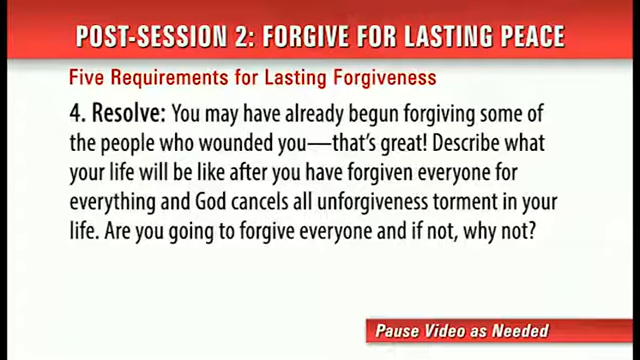 POST-SESSION 2: FORGIVE FOR LASTING PEACE
Five Requirements for Lasting Forgiveness
4. Resolve: You may have already begun forgiving some of
the people who wounded you—that's great! Describe what
your life will be like after you have forgiven everyone for
everything and God cancels all unforgiveness torment in your
life. Are you going to forgive everyone and if not, why not?
Pause Video as Needed